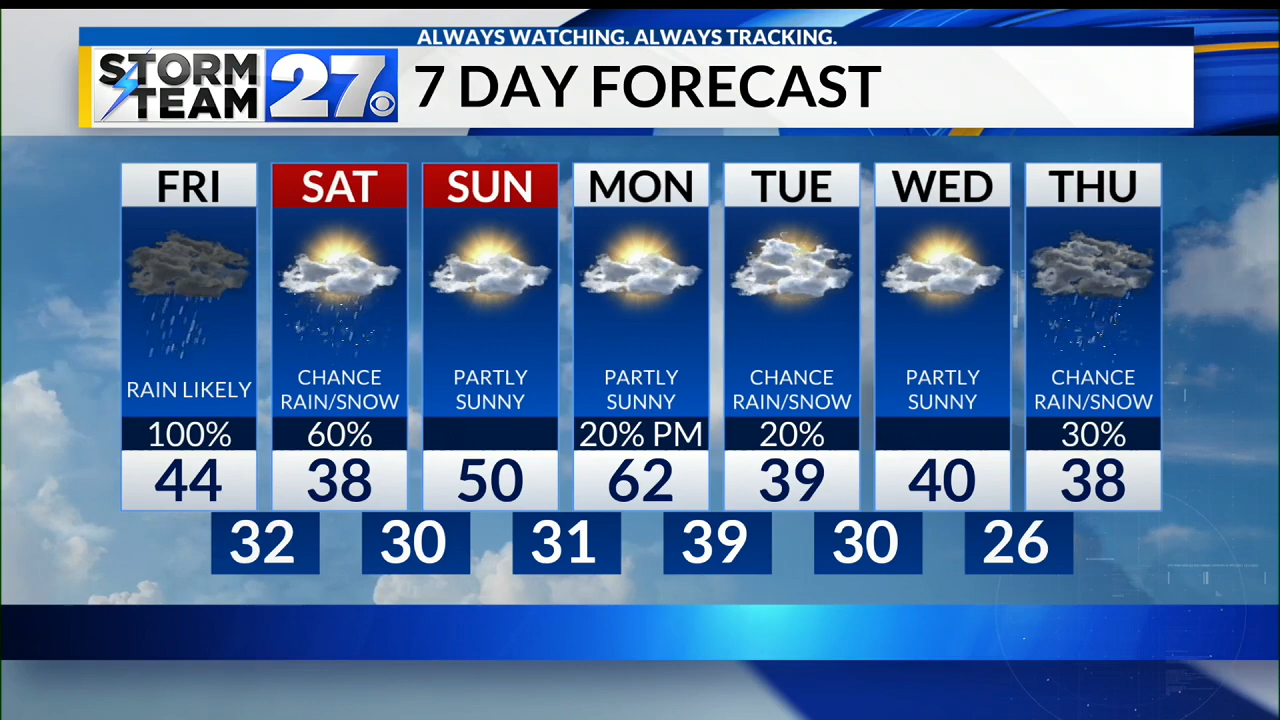 ALWAYS WATCHING. ALWAYS TRACKING.
STORM
TEAM
27
7 DAY FORECAST
FRI SAT SUN MON TUE WED THU
RAIN LIKELY
CHANCE
RAIN/SNOW
PARTLY
SUNNY
PARTLY
SUNNY
CHANCE
RAIN/SNOW
PARTLY
SUNNY
CHANCE
RAIN/SNOW
100% 60% 20% PM 20% 30%
44 38 50 62 39 40 38
32 30 31 39 30 26